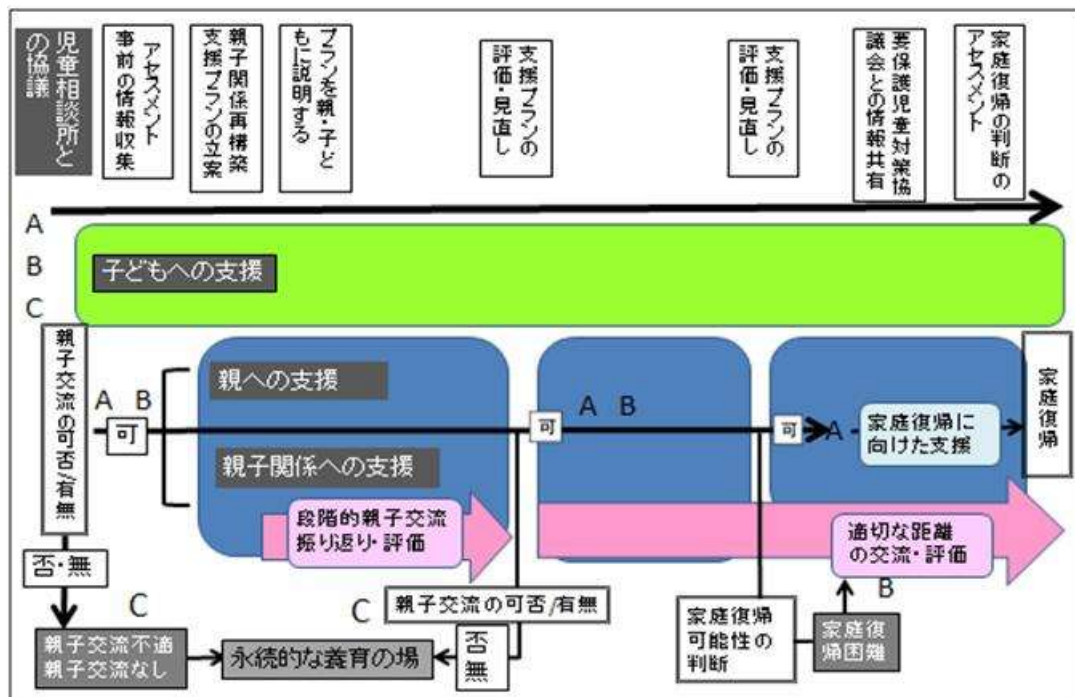 児童相談所と
の協議
アセスメント
事前の情報収集
親子関係再構築
支援プランの立案
プランを親・子ど
もに説明する
支援プランの
評価・見直し
支援プランの
評価・見直し
要保護児童対策協
議会との情報共有
家庭復帰の判断の
アセスメント
A
B
C
子どもへの支援
親子交流の可否/有無
A B
可
親への支援
親子関係への支援
段階的親子交流
振り返り・評価
可
A B
可
A
家庭復帰に
向けた支援
家庭復帰
適切な距離
の交流・評価
否・無
C
親子交流不適
親子交流なし
永続的な養育の場
C
親子交流の可否/有無
否
無
家庭復帰
可能性の
判断
家庭復
帰困難
B